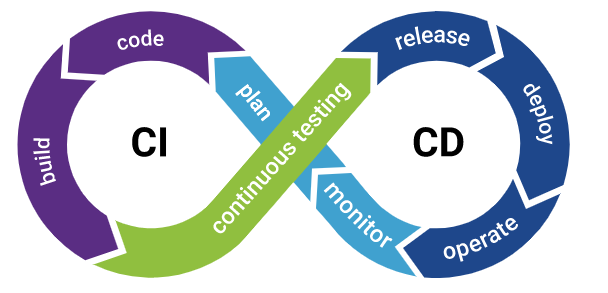 code
plan
build
CI
continuous testing
release
deploy
CD
monitor
operate